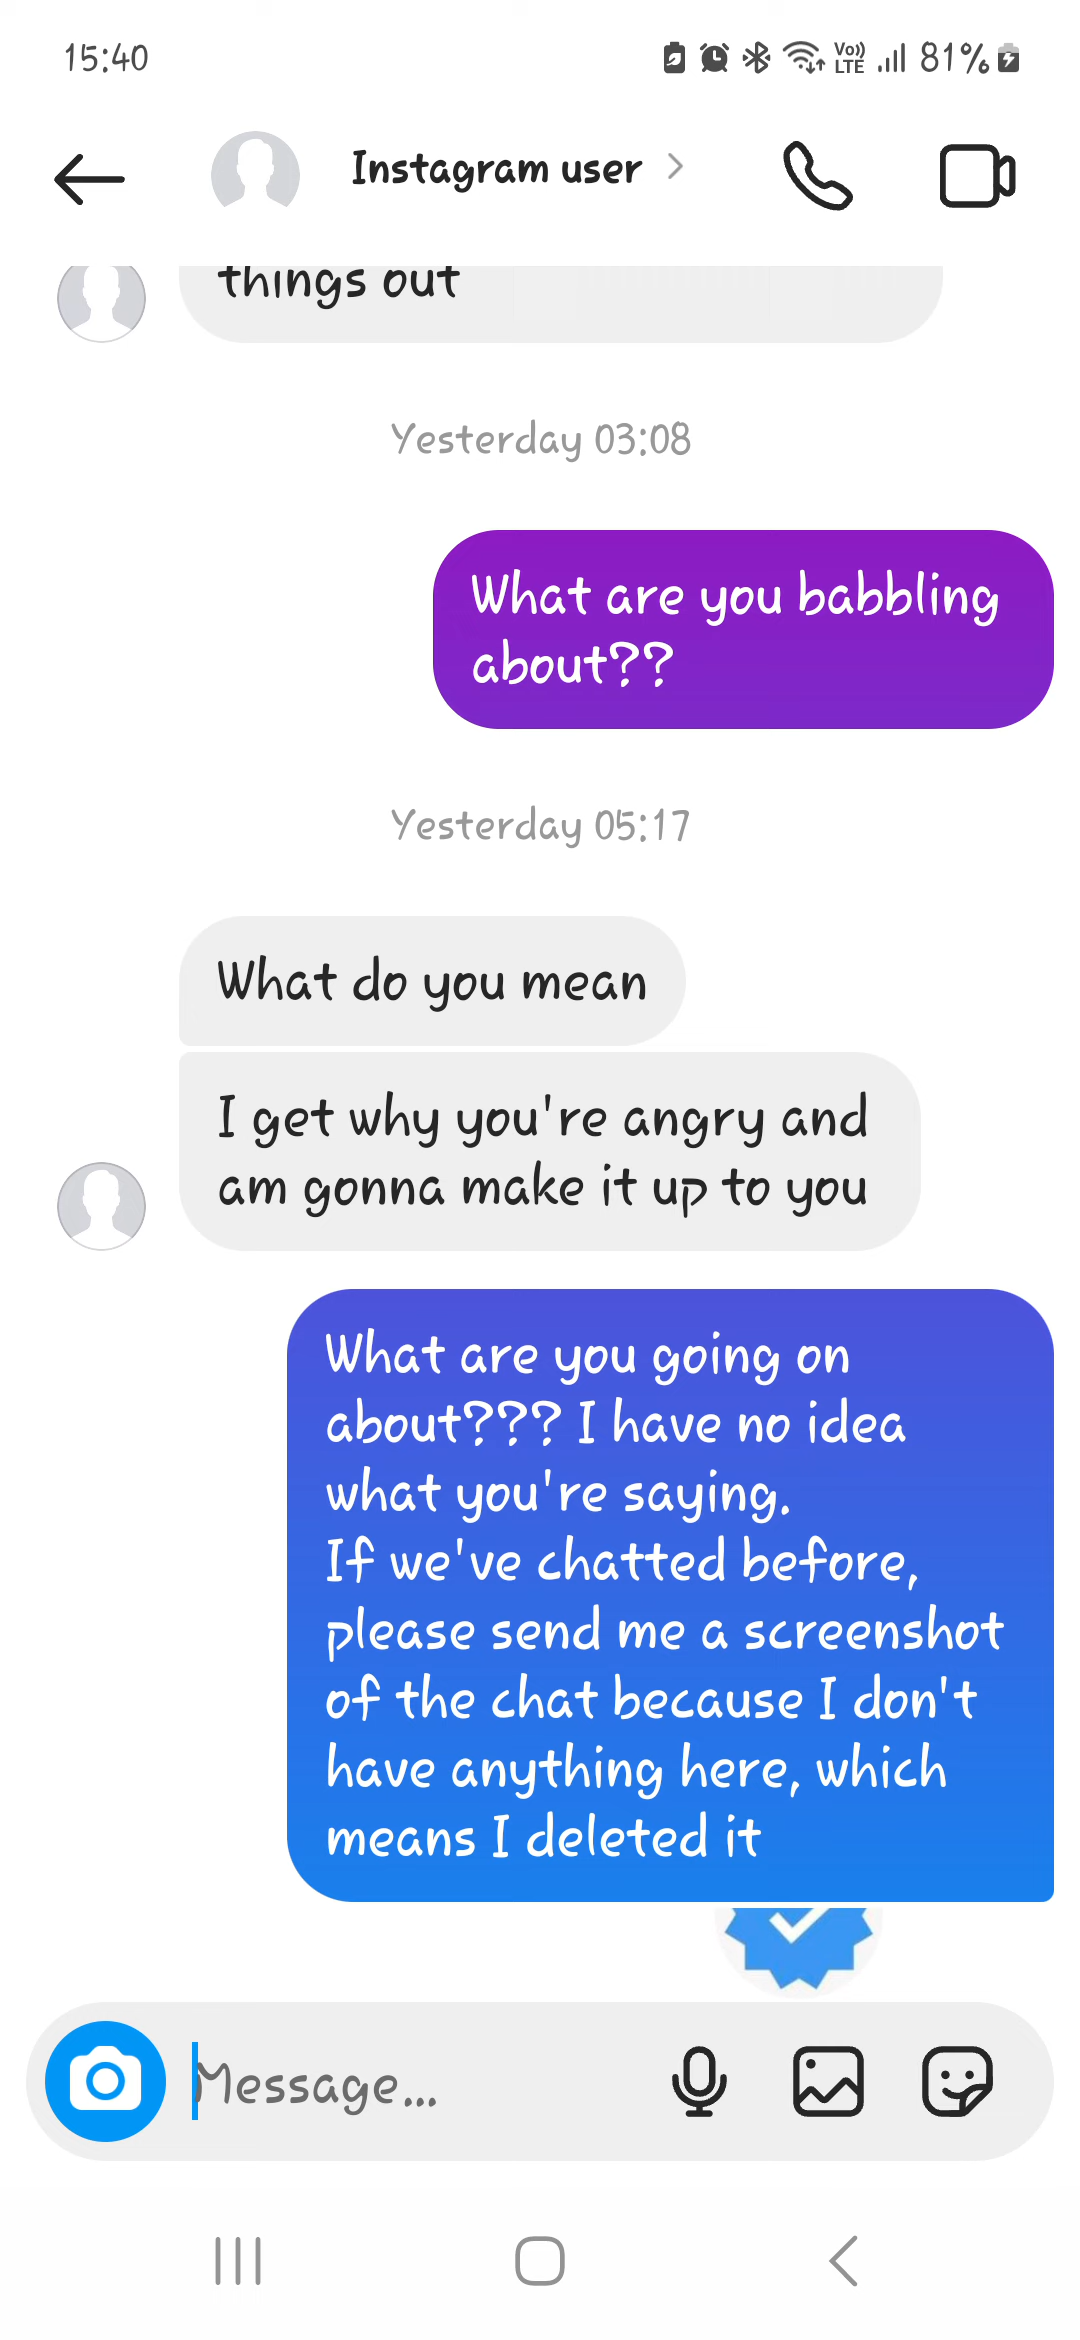 15:40
Vo)) LTE 81%
Instagram user
things out
Yesterday 03:08
What are you babbling
about??
Yesterday 05:17
What do you mean
I get why you're angry and
am gonna make it up to you
What are you going on
about??? I have no idea
what you're saying.
If we've chatted before,
please send me a screenshot
of the chat because I don't
have anything here, which
means I deleted it
Message...